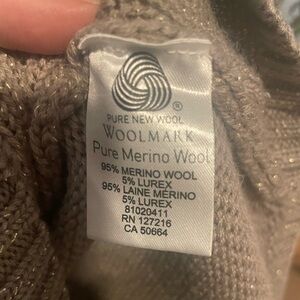 ®
PURE NEW WOOL
WOOLMARK
Pure Merino Wool
95% MERINO WOOL
5% LUREX
95% LAINE MÉRINO
5% LUREX
81020411
RN 127216
CA 50664